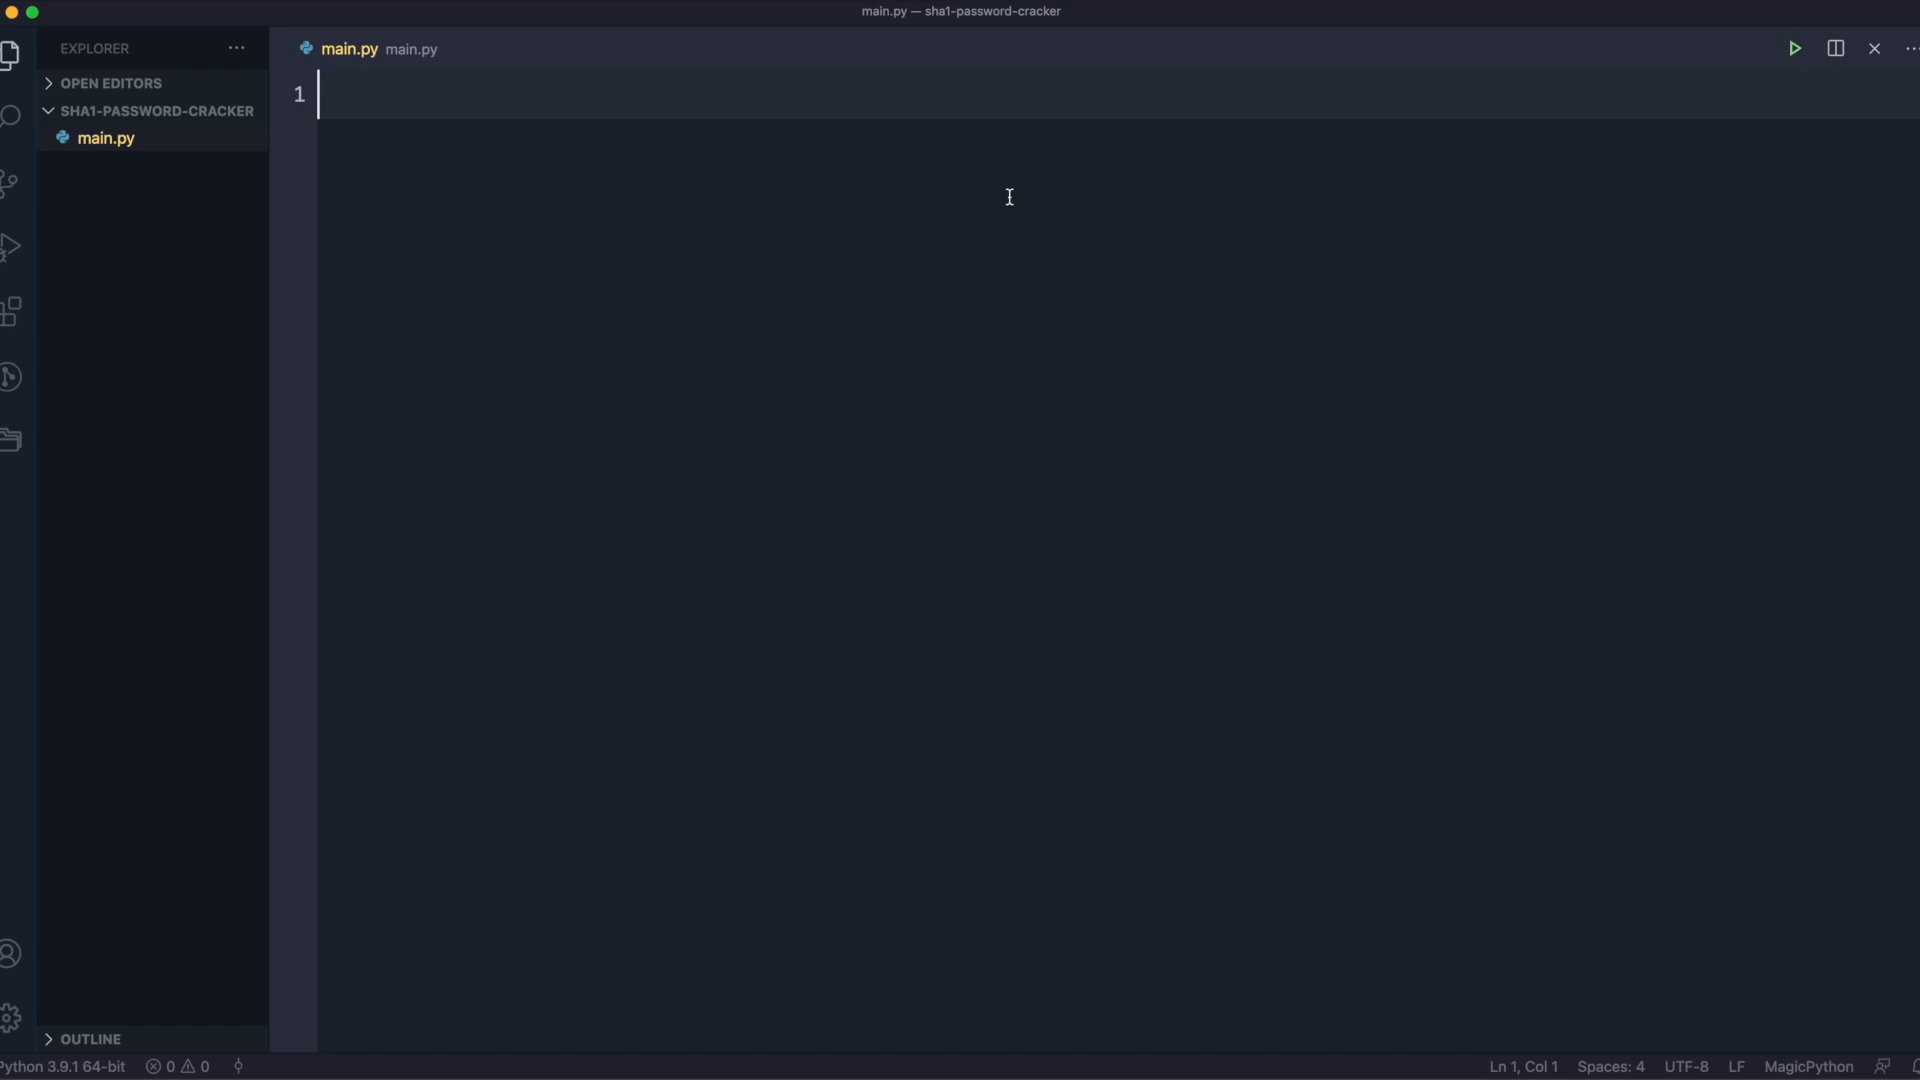 main.py — sha1-password-cracker
EXPLORER
main.py main.py
OPEN EDITORS
SHA1-PASSWORD-CRACKER
main.py
1
OUTLINE
Python 3.9.1 64-bit 0 0 Ln 1, Col 1 Spaces: 4 UTF-8 LF MagicPython